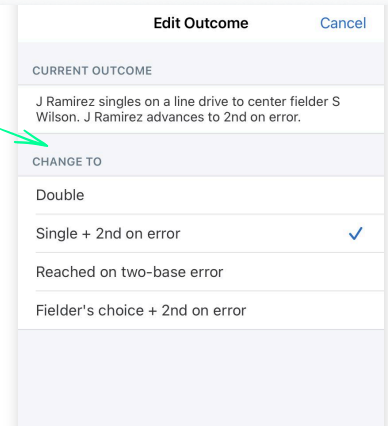 Edit Outcome Cancel
CURRENT OUTCOME
J Ramirez singles on a line drive to center fielder S
Wilson. J Ramirez advances to 2nd on error.
CHANGE TO
Double
Single + 2nd on error
Reached on two-base error
Fielder's choice + 2nd on error